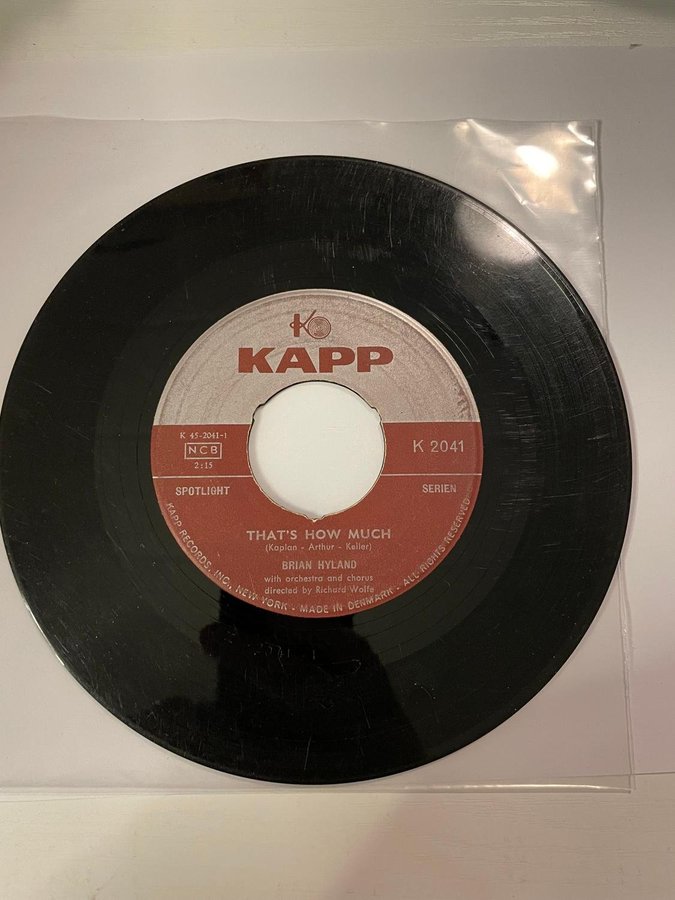 K
KAPP
K 45-2041-1
NCB
2:15
K 2041
SPOTLIGHT
SERIEN
THAT'S HOW MUCH
(Kaplan - Arthur - Keller)
BRIAN HYLAND
with orchestra and chorus
directed by Richard Wolfe
KAPP RECORDS, INC., NEW YORK - MADE IN DENMARK - ALL RIGHTS RESERVED